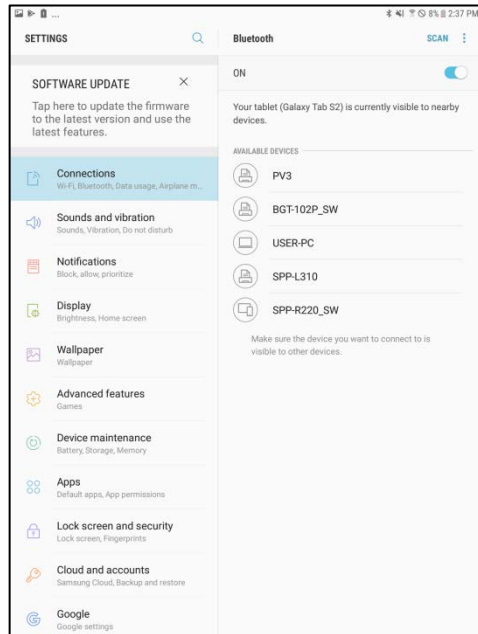 ... 8% 2:37 PM
SETTINGS
SOFTWARE UPDATE
Tap here to update the firmware
to the latest version and use the
latest features.
Connections
Wi-Fi, Bluetooth, Data usage, Airplane m...
Sounds and vibration
Sounds, Vibration, Do not disturb
Notifications
Block, allow, prioritize
Display
Brightness, Home screen
Wallpaper
Wallpaper
Advanced features
Games
Device maintenance
Battery, Storage, Memory
Apps
Default apps, App permissions
Lock screen and security
Lock screen, Fingerprints
Cloud and accounts
Samsung Cloud, Backup and restore
Google
Google settings
Bluetooth
SCAN
ON
Your tablet (Galaxy Tab S2) is currently visible to nearby
devices.
AVAILABLE DEVICES
PV3
BGT-102P_SW
USER-PC
SPP-L310
SPP-R220_SW
Make sure the device you want to connect to is
visible to other devices.